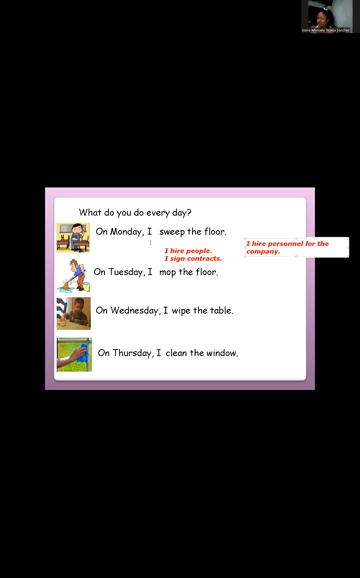 What do you do every day?
On Monday, I sweep the floor.
I hire personnel for the
company.
I hire people.
I sign contracts.
On Tuesday, I mop the floor.
On Wednesday, I wipe the table.
On Thursday, I clean the window.